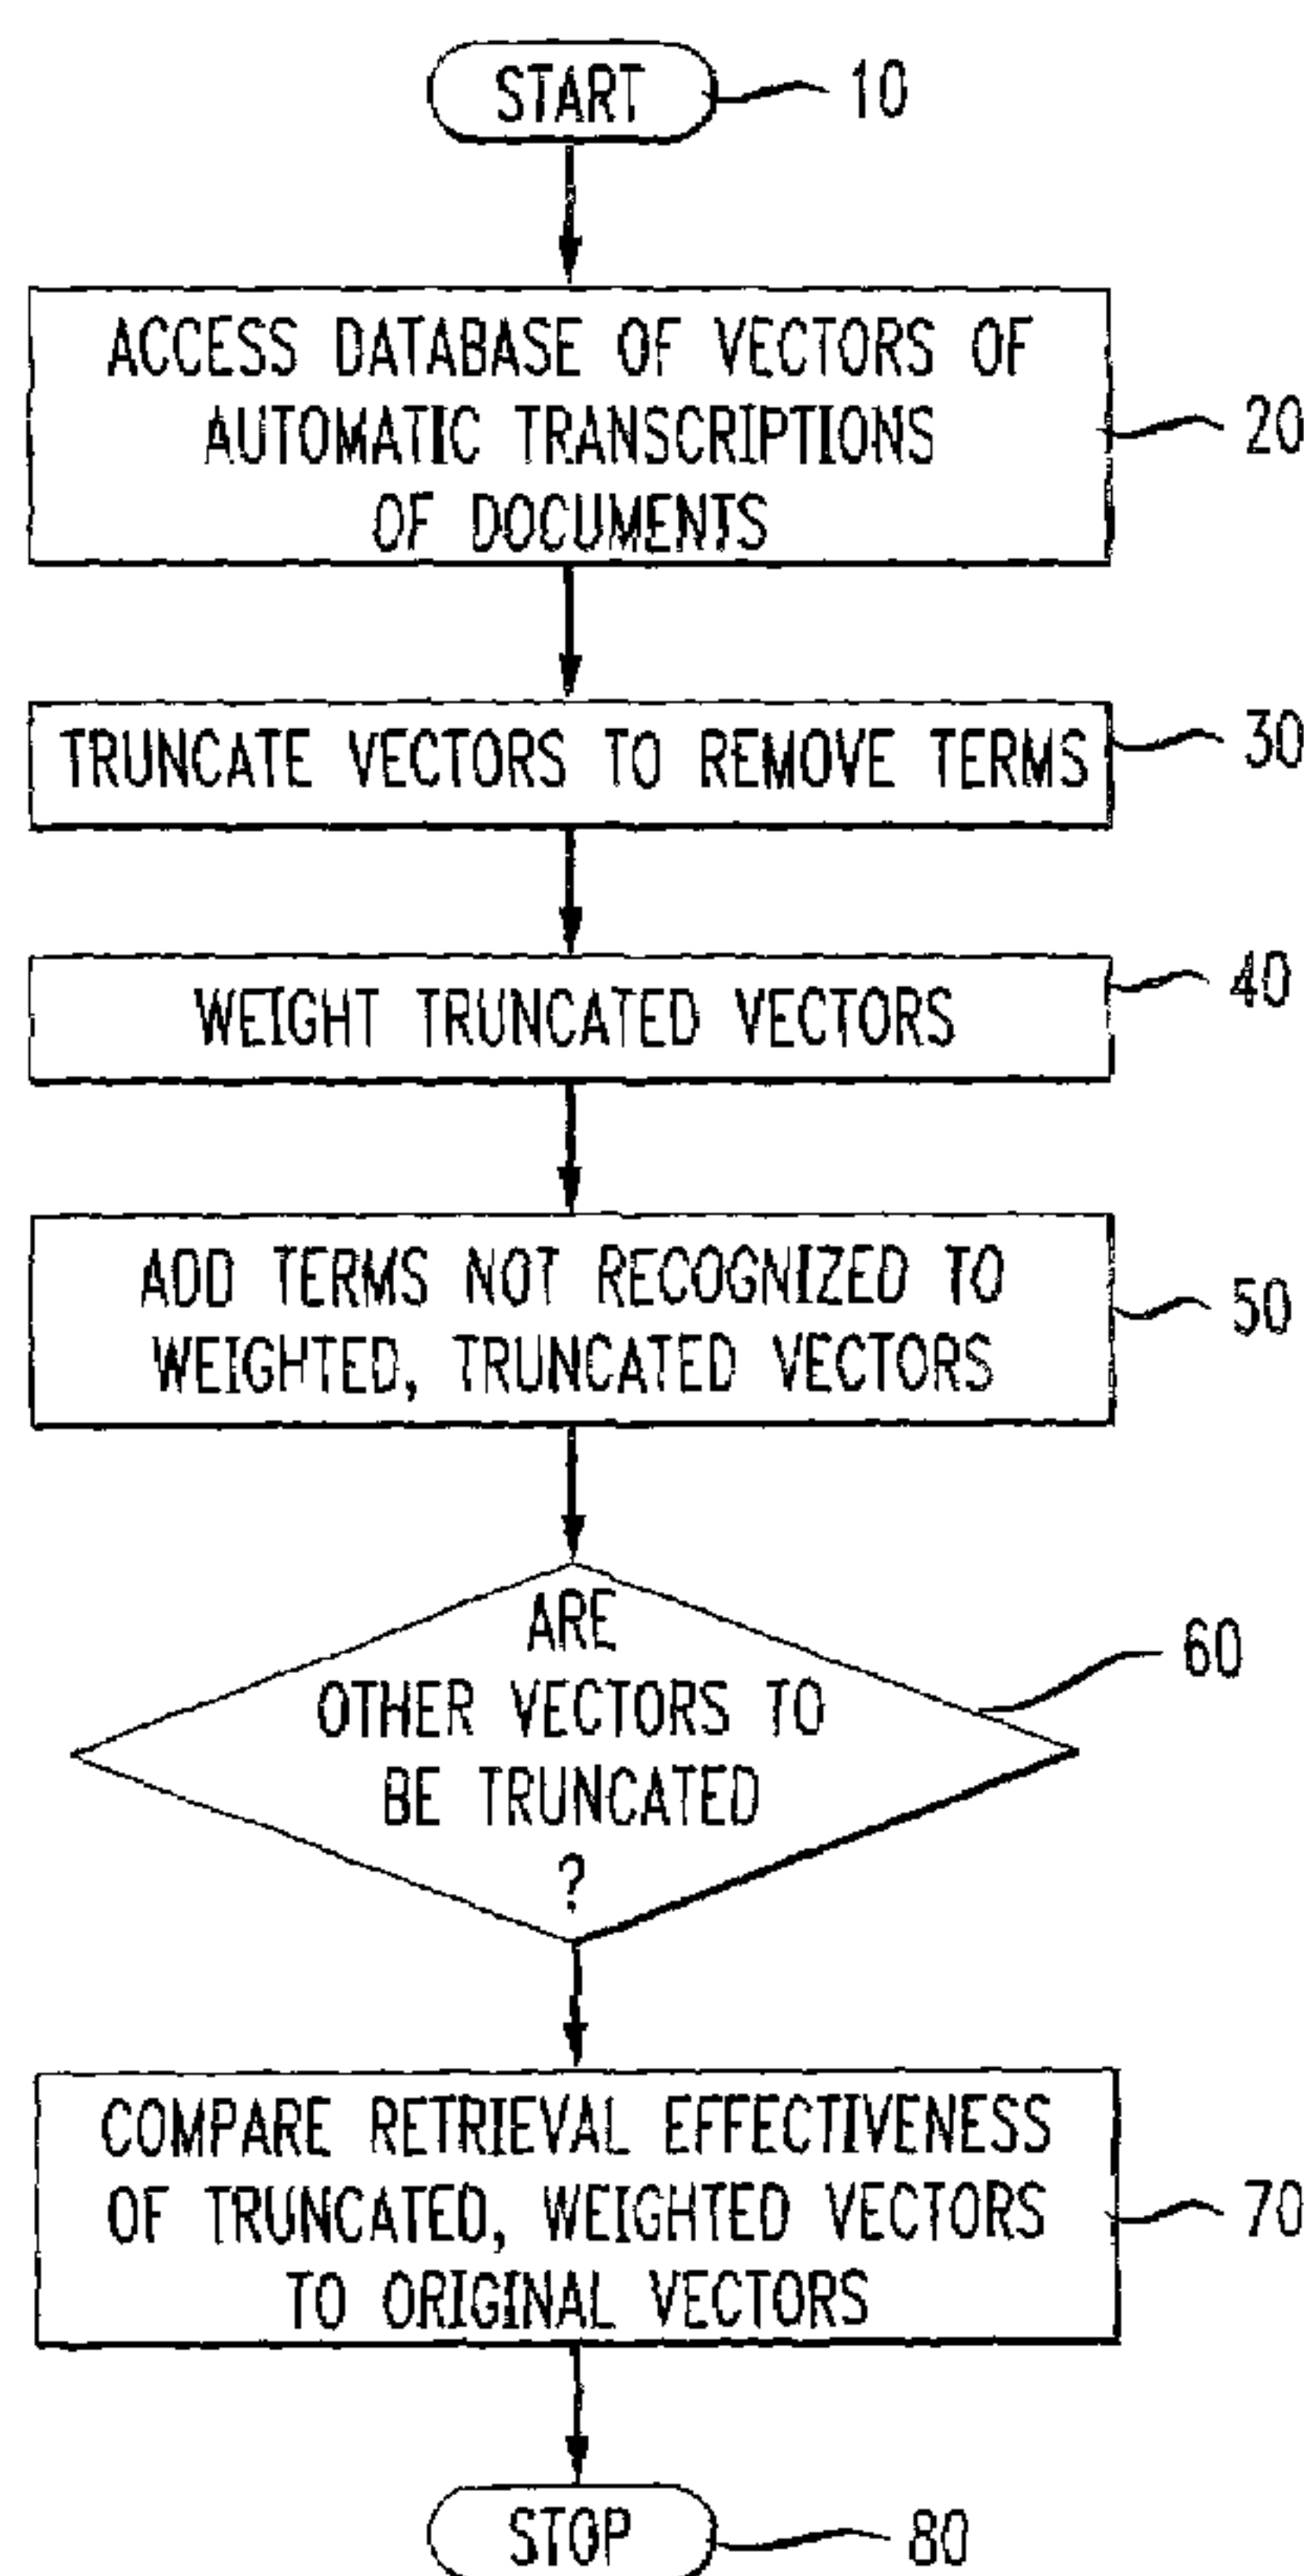 START
10
ACCESS DATABASE OF VECTORS OF
AUTOMATIC TRANSCRIPTIONS
OF DOCUMENTS
20
TRUNCATE VECTORS TO REMOVE TERMS
30
WEIGHT TRUNCATED VECTORS
40
ADD TERMS NOT RECOGNIZED TO
WEIGHTED, TRUNCATED VECTORS
50
ARE
OTHER VECTORS TO
BE TRUNCATED
?
60
COMPARE RETRIEVAL EFFECTIVENESS
OF TRUNCATED, WEIGHTED VECTORS
TO ORIGINAL VECTORS
70
STOP
80